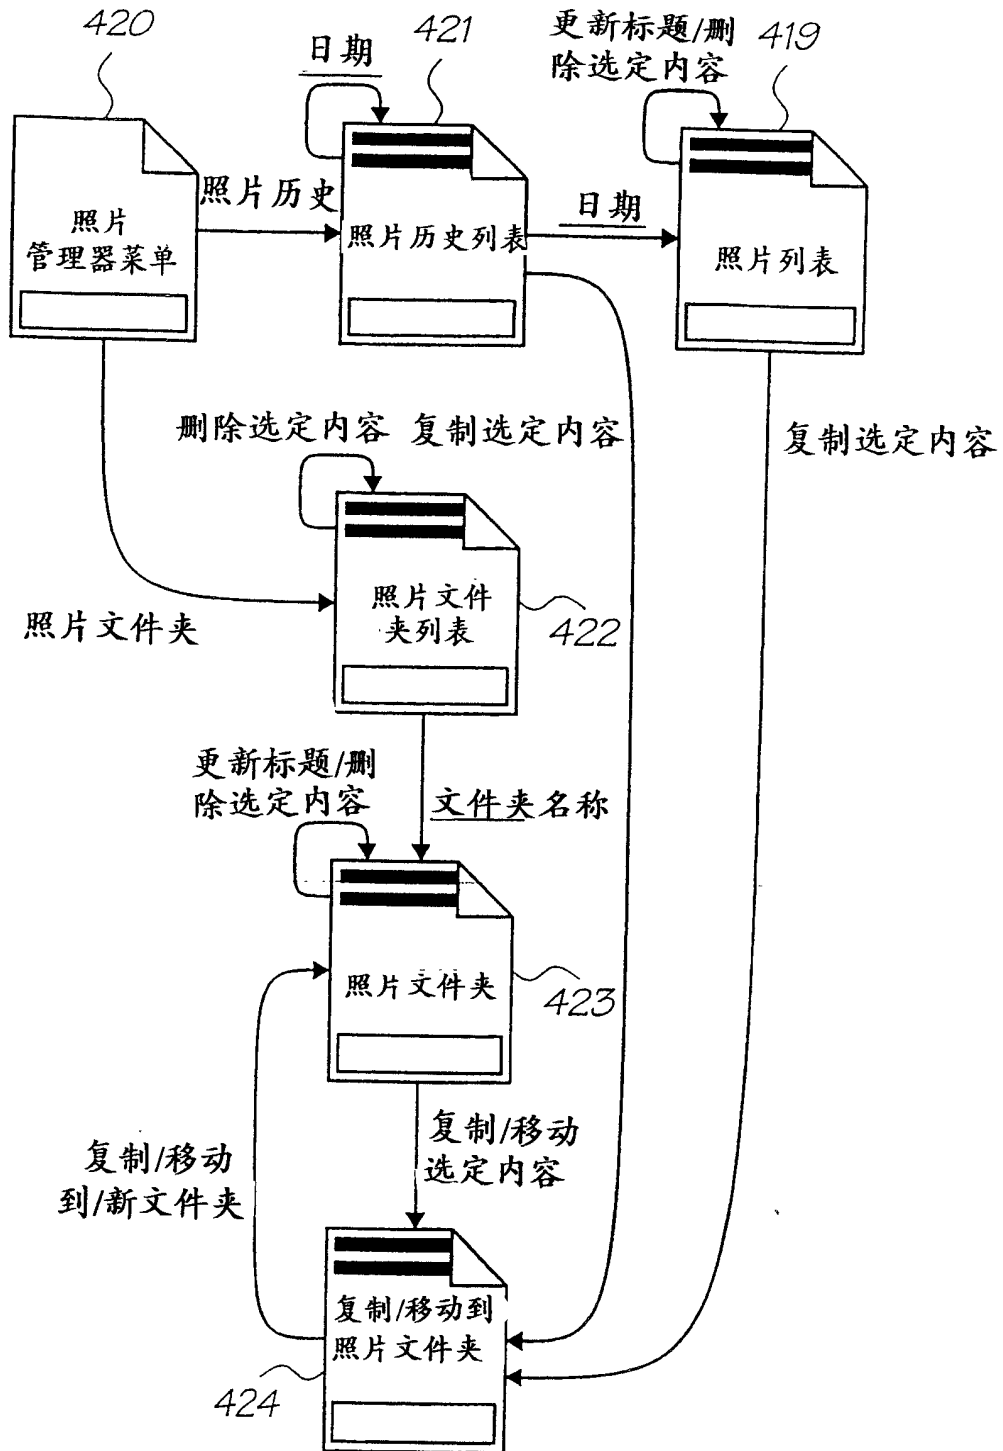 420
421
419
日期
更新标题/删
除选定内容
照片
管理器菜单
照片历史
照片历史列表
日期
照片列表
删除选定内容
复制选定内容
复制选定内容
照片文件夹
照片文件
夹列表
422
更新标题/删
除选定内容
文件夹名称
照片文件夹
423
复制/移动
到/新文件夹
复制/移动
选定内容
复制/移动到
照片文件夹
424